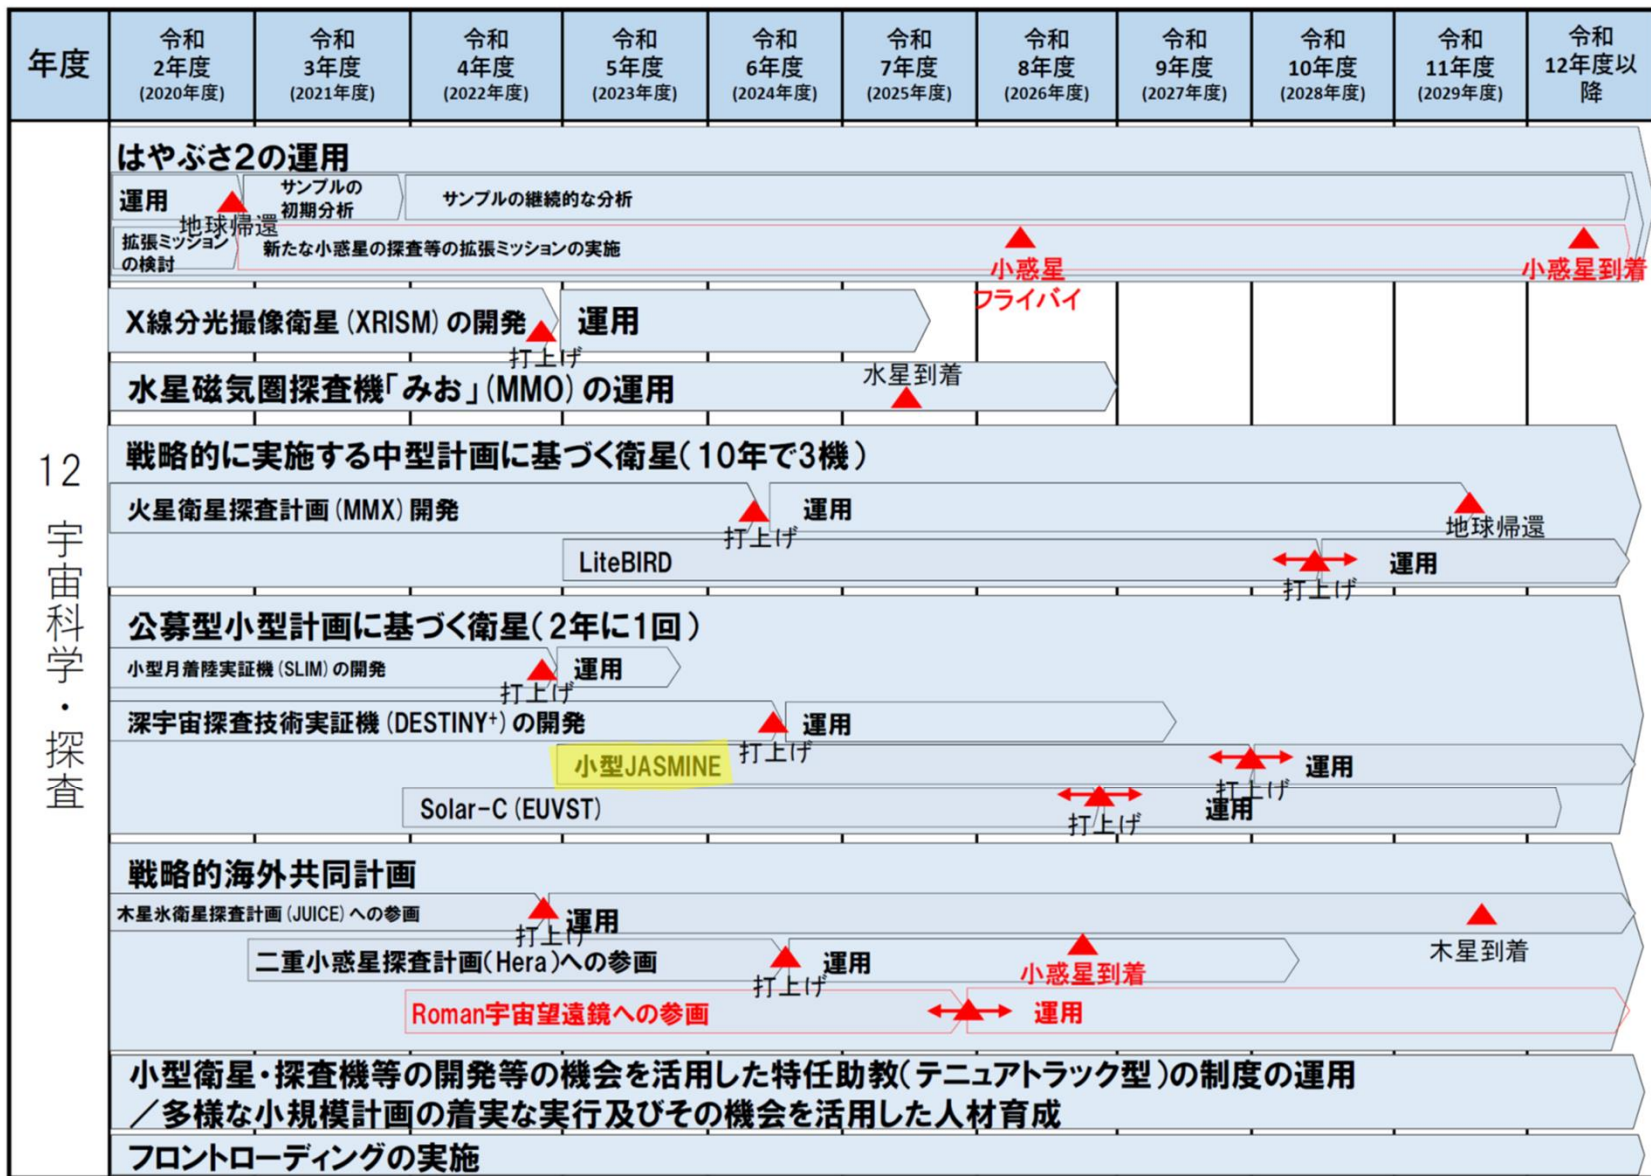 年度
令和
2年度
(2020年度)
令和
3年度
(2021年度)
令和
4年度
(2022年度)
令和
5年度
(2023年度)
令和
6年度
(2024年度)
令和
7年度
(2025年度)
令和
8年度
(2026年度)
令和
9年度
(2027年度)
令和
10年度
(2028年度)
令和
11年度
(2029年度)
令和
12年度以
降
12 宇宙科学・探査
はやぶさ2の運用
運用
地球帰還
サンプルの
初期分析
サンプルの継続的な分析
拡張ミッション
の検討
新たな小惑星の探査等の拡張ミッションの実施
小惑星
フライバイ
小惑星到着
X線分光撮像衛星(XRISM)の開発
打上げ
運用
水星磁気圏探査機「みお」(MMO)の運用
水星到着
戦略的に実施する中型計画に基づく衛星(10年で3機)
火星衛星探査計画(MMX)開発
打上げ
運用
地球帰還
LiteBIRD
打上げ
運用
公募型小型計画に基づく衛星(2年に1回)
小型月着陸実証機(SLIM)の開発
打上げ
運用
深宇宙探査技術実証機(DESTINY⁺)の開発
打上げ
運用
小型JASMINE
打上げ
運用
Solar-C(EUVST)
打上げ
運用
戦略的海外共同計画
木星氷衛星探査計画(JUICE)への参画
打上げ
運用
木星到着
二重小惑星探査計画(Hera)への参画
打上げ
運用
小惑星到着
Roman宇宙望遠鏡への参画
運用
小型衛星・探査機等の開発等の機会を活用した特任助教(テニュアトラック型)の制度の運用
／多様な小規模計画の着実な実行及びその機会を活用した人材育成
フロントローディングの実施